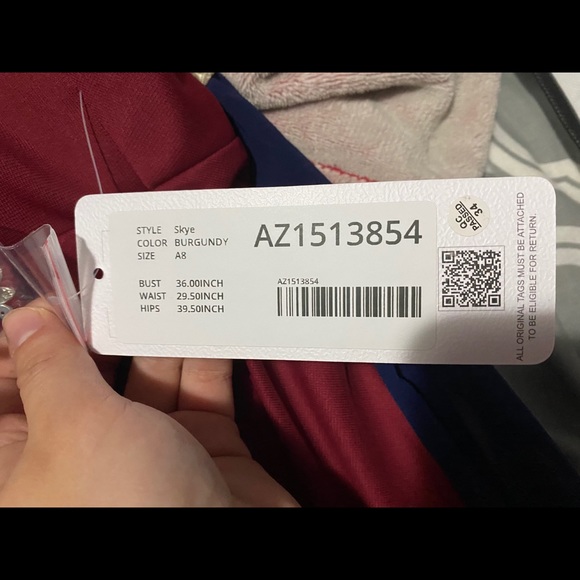 STYLE Skye
COLOR BURGUNDY
SIZE A8
BUST 36.00INCH
WAIST 29.50INCH
HIPS 39.50INCH
AZ1513854
AZ1513854
QC
PASSED
34
ALL ORIGINAL TAGS MUST BE ATTACHED
TO BE ELIGIBLE FOR RETURN.